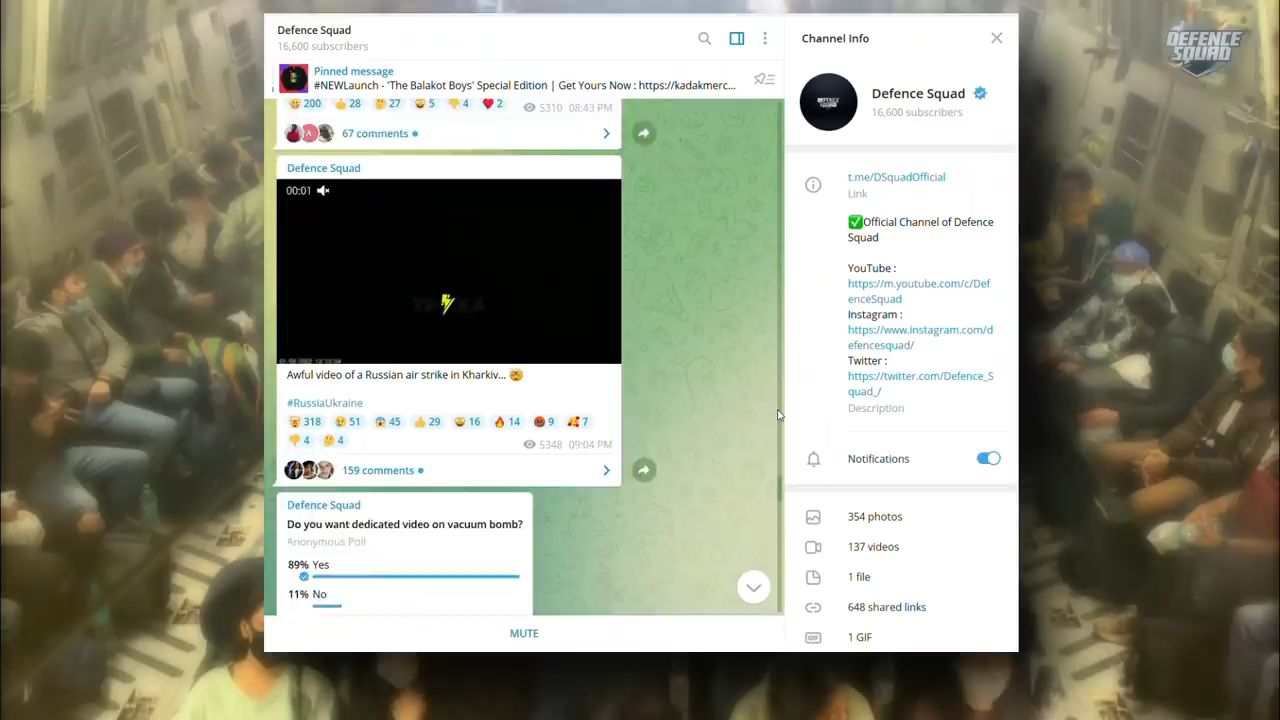 Defence Squad
16,600 subscribers
Pinned message
#NEWLaunch - 'The Balakot Boys' Special Edition | Get Yours Now : https://kadakmerc...
200 28 27 5 4 2 5310 08:43 PM
67 comments
Defence Squad
00:01
Awful video of a Russian air strike in Kharkiv...
#RussiaUkraine
318 51 45 29 16 14 9 7
4 4 5348 09:04 PM
159 comments
Defence Squad
Do you want dedicated video on vacuum bomb?
Anonymous Poll
89% Yes
11% No
MUTE
Channel Info
Defence Squad
16,600 subscribers
t.me/DSquadOfficial
Link
Official Channel of Defence
Squad
YouTube :
https://m.youtube.com/c/Def
enceSquad
Instagram :
https://www.instagram.com/d
efencesquad/
Twitter :
https://twitter.com/Defence_S
quad_/
Description
Notifications
354 photos
137 videos
1 file
648 shared links
GIF 1 GIF
DEFENCE
SQUAD